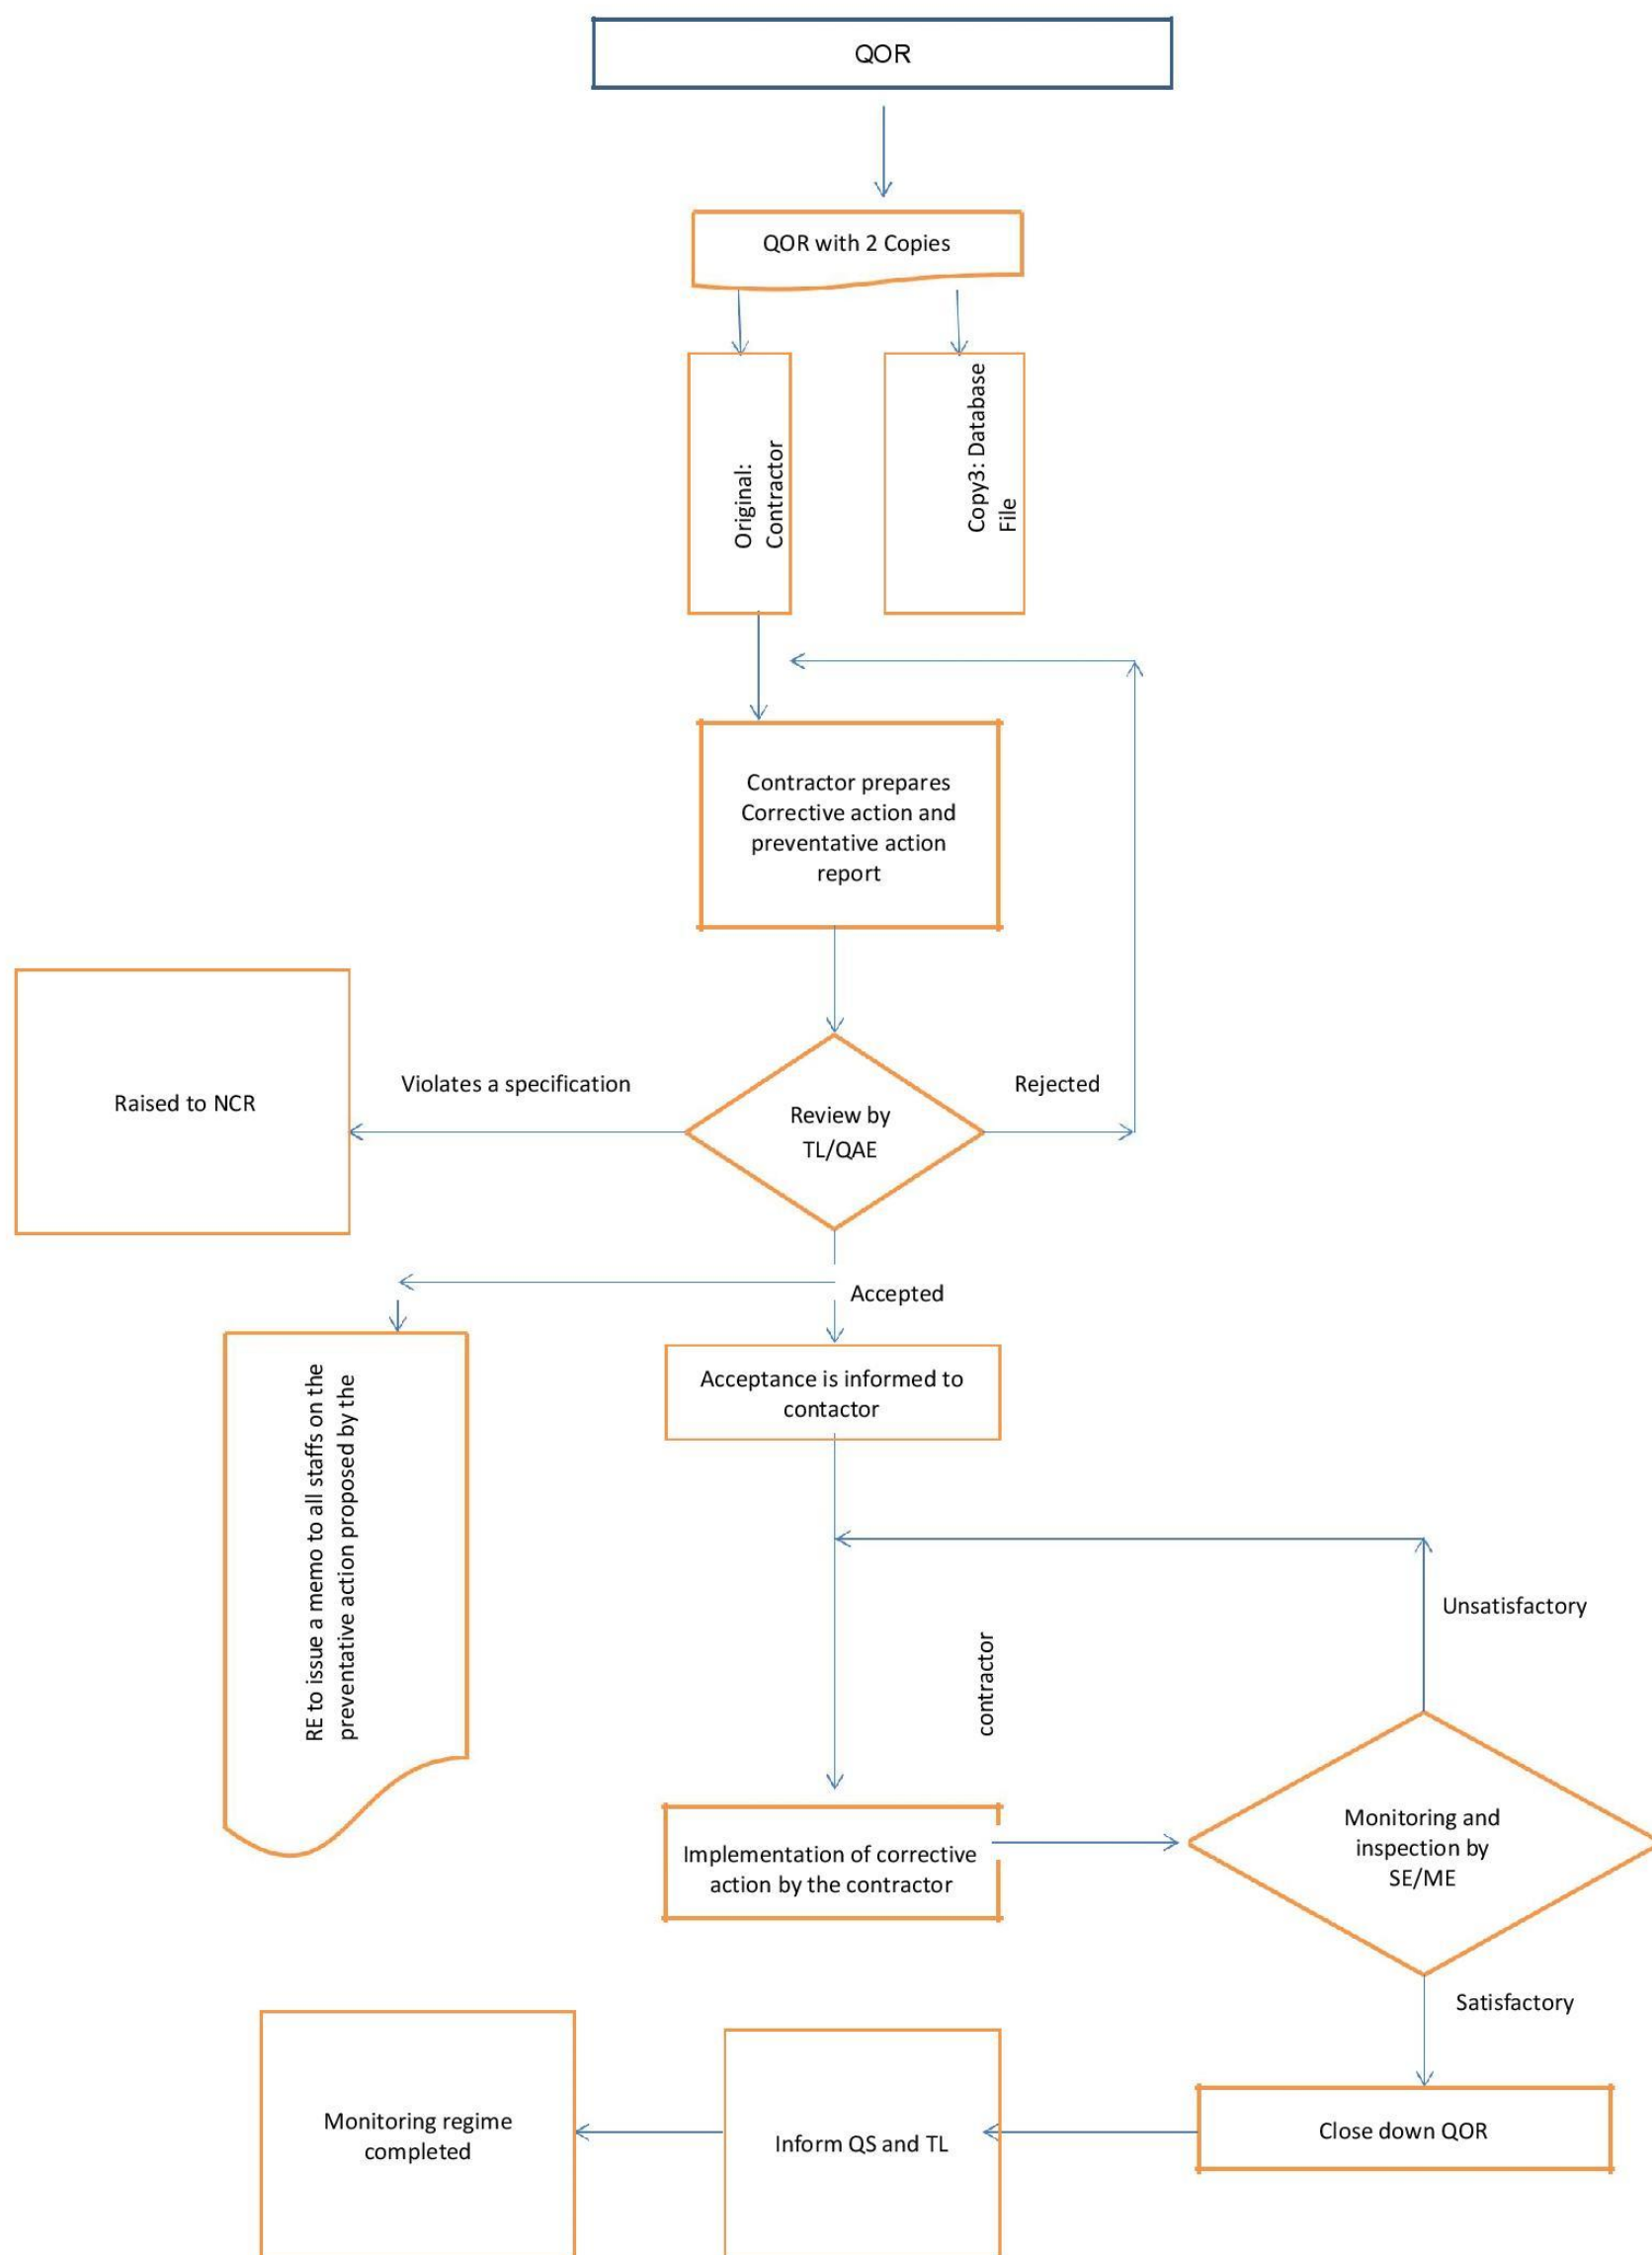 QOR
QOR with 2 Copies
Original:
Contractor
Copy3: Database
File
Contractor prepares
Corrective action and
preventative action
report
Raised to NCR
Violates a specification
Review by
TL/QAE
Rejected
Accepted
RE to issue a memo to all staffs on the
preventative action proposed by the
Acceptance is informed to
contactor
contractor
Unsatisfactory
Implementation of corrective
action by the contractor
Monitoring and
inspection by
SE/ME
Satisfactory
Monitoring regime
completed
Inform QS and TL
Close down QOR